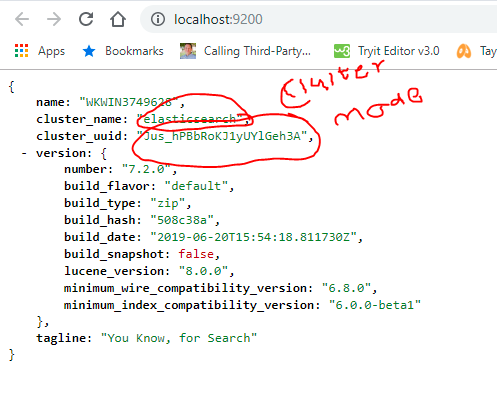 localhost:9200
Apps Bookmarks Calling Third-Party... Tryit Editor v3.0 Tay
{
name: "WKWIN3749628",
cluster_name: "elasticsearch",
cluster_uuid: "Jus_hPBbRoKJ1yUYlGeh3A",
- version: {
number: "7.2.0",
build_flavor: "default",
build_type: "zip",
build_hash: "508c38a",
build_date: "2019-06-20T15:54:18.811730Z",
build_snapshot: false,
lucene_version: "8.0.0",
minimum_wire_compatibility_version: "6.8.0",
minimum_index_compatibility_version: "6.0.0-beta1"
},
tagline: "You Know, for Search"
}
Cluster
mode